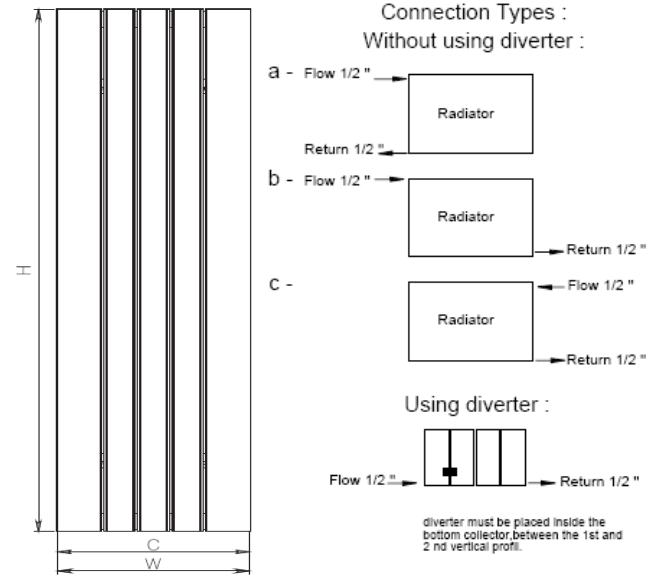 Connection Types :
Without using diverter :
a - Flow 1/2 "
Radiator
Return 1/2 "
b - Flow 1/2 "
Radiator
Return 1/2 "
c -
Flow 1/2 "
Radiator
Return 1/2 "
Using diverter :
Flow 1/2 "
Return 1/2 "
diverter must be placed inside the
bottom collector,between the 1st and
2 nd vertical profil.
H
C
W